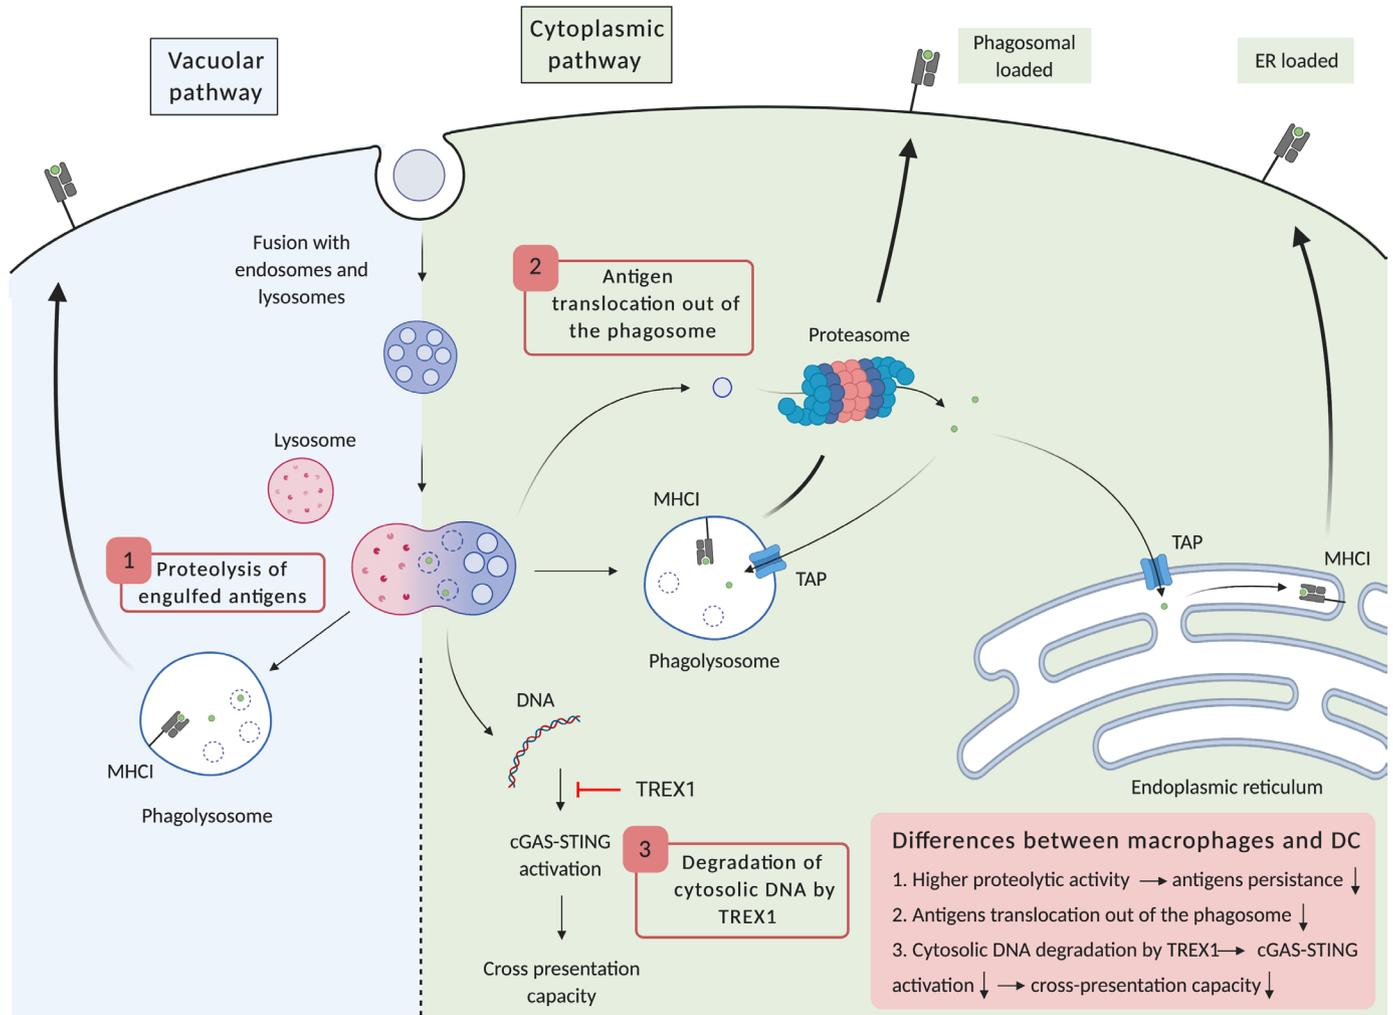 Vacuolar
pathway
Cytoplasmic
pathway
Phagosomal
loaded
ER loaded
Fusion with
endosomes and
lysosomes
2
Antigen
translocation out of
the phagosome
Proteasome
Lysosome
1
Proteolysis of
engulfed antigens
MHCI
TAP
Phagolysosome
TAP
MHCI
Endoplasmic reticulum
MHCI
Phagolysosome
DNA
TREX1
cGAS-STING
activation
3
Degradation of
cytosolic DNA by
TREX1
Cross presentation
capacity
Differences between macrophages and DC
1. Higher proteolytic activity → antigens persistance ↓
2. Antigens translocation out of the phagosome ↓
3. Cytosolic DNA degradation by TREX1→ cGAS-STING
activation ↓ → cross-presentation capacity ↓